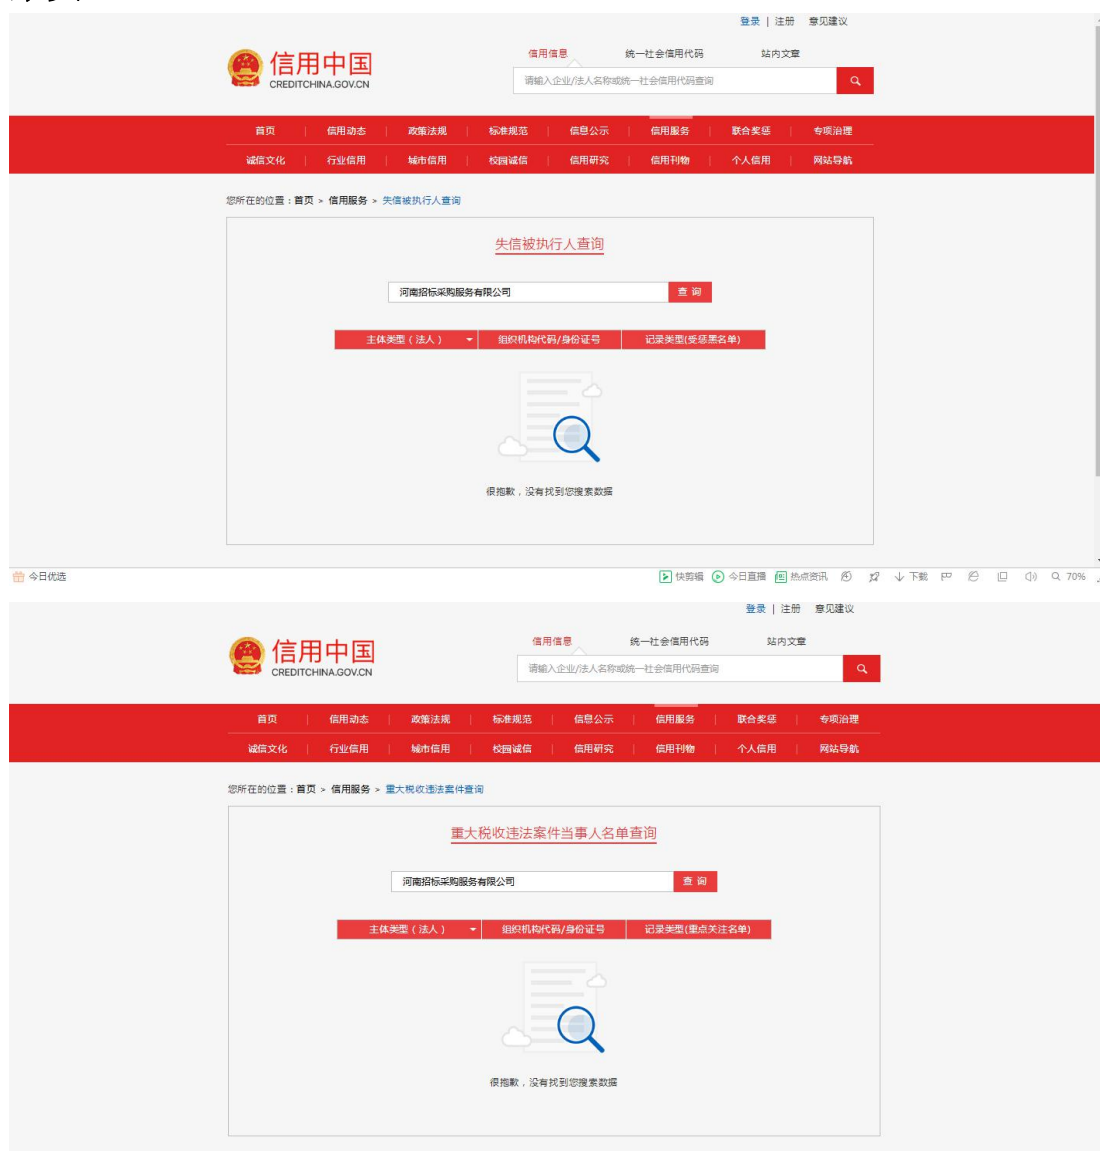 登录 | 注册 意见建议
信用中国
CREDITCHINA.GOV.CN
信用信息 统一社会信用代码 站内文章
请输入企业/法人名称或统一社会信用代码查询
首页 | 信用动态 | 政策法规 | 标准规范 | 信息公示 | 信用服务 | 联合奖惩 | 专项治理
诚信文化 | 行业信用 | 城市信用 | 校园诚信 | 信用研究 | 信用刊物 | 个人信用 | 网站导航
您所在的位置：首页 > 信用服务 > 失信被执行人查询
失信被执行人查询
河南招标采购服务有限公司 查 询
主体类型（法人） 组织机构代码/身份证号 记录类型(受惩黑名单)
很抱歉，没有找到您搜索数据
今日优选 快剪辑 今日直播 热点资讯 下载 70%
登录 | 注册 意见建议
信用中国
CREDITCHINA.GOV.CN
信用信息 统一社会信用代码 站内文章
请输入企业/法人名称或统一社会信用代码查询
首页 | 信用动态 | 政策法规 | 标准规范 | 信息公示 | 信用服务 | 联合奖惩 | 专项治理
诚信文化 | 行业信用 | 城市信用 | 校园诚信 | 信用研究 | 信用刊物 | 个人信用 | 网站导航
您所在的位置：首页 > 信用服务 > 重大税收违法案件查询
重大税收违法案件当事人名单查询
河南招标采购服务有限公司 查 询
主体类型（法人） 组织机构代码/身份证号 记录类型(重点关注名单)
很抱歉，没有找到您搜索数据